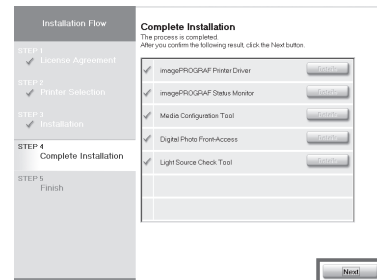 Installation Flow
STEP 1
License Agreement
STEP 2
Printer Selection
STEP 3
Installation
STEP 4
Complete Installation
STEP 5
Finish
Complete Installation
The process is completed.
After you confirm the following result, click the Next button.
imagePROGRAF Printer Driver
imagePROGRAF Status Monitor
Media Configuration Tool
Digital Photo Front-Access
Light Source Check Tool
Next